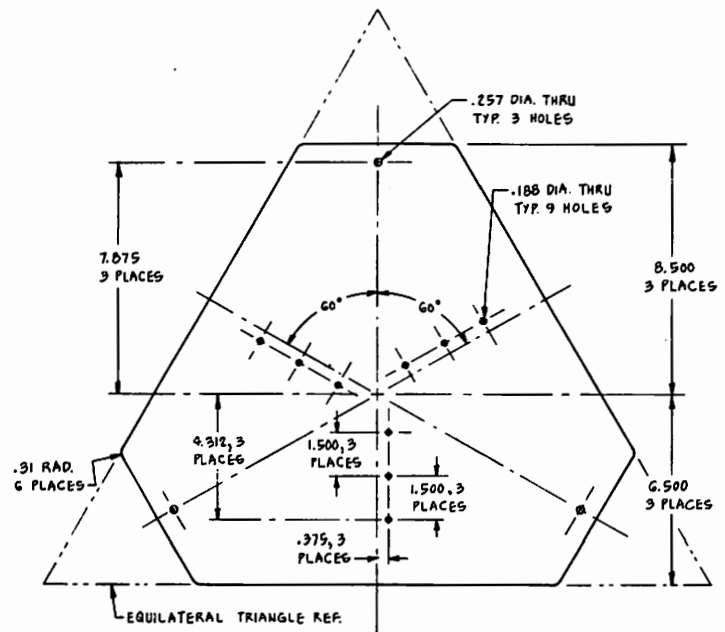 .257 DIA. THRU
TYP. 3 HOLES
.188 DIA. THRU
TYP. 9 HOLES
7.875
3 PLACES
8.500
3 PLACES
60°
60°
4.312, 3
PLACES
1.500, 3
PLACES
.31 RAD.
6 PLACES
1.500, 3
PLACES
6.500
3 PLACES
.375, 3
PLACES
EQUILATERAL TRIANGLE REF.